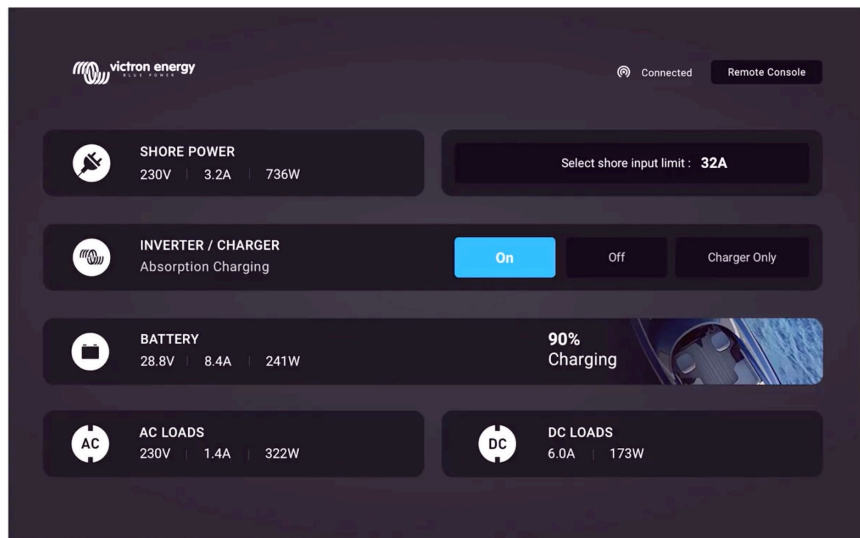 victron energy
BLUE POWER
Connected
Remote Console
SHORE POWER
230V | 3.2A | 736W
Select shore input limit : 32A
INVERTER / CHARGER
Absorption Charging
On
Off
Charger Only
BATTERY
28.8V | 8.4A | 241W
90%
Charging
AC
AC LOADS
230V | 1.4A | 322W
DC
DC LOADS
6.0A | 173W